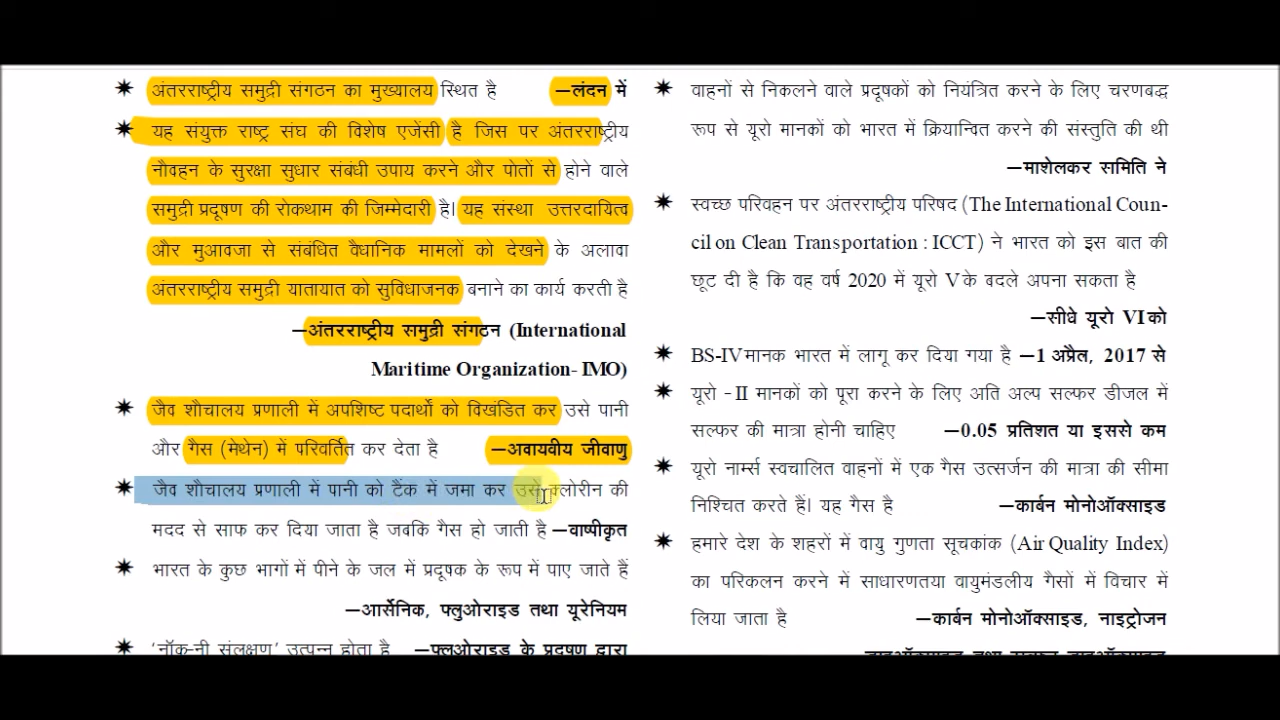 * अंतरराष्ट्रीय समुद्री संगठन का मुख्यालय स्थित है —लंदन में
* यह संयुक्त राष्ट्र संघ की विशेष एजेंसी है जिस पर अंतरराष्ट्रीय
नौवहन के सुरक्षा सुधार संबंधी उपाय करने और पोतों से होने वाले
समुद्री प्रदूषण की रोकथाम की जिम्मेदारी है। यह संस्था उत्तरदायित्व
और मुआवजा से संबंधित वैधानिक मामलों को देखने के अलावा
अंतरराष्ट्रीय समुद्री यातायात को सुविधाजनक बनाने का कार्य करती है
—अंतरराष्ट्रीय समुद्री संगठन (International
Maritime Organization- IMO)
* जैव शौचालय प्रणाली में अपशिष्ट पदार्थो को विखंडित कर उसे पानी
और गैस (मेथेन) में परिवर्तित कर देता है —अवायवीय जीवाणु
* जैव शौचालय प्रणाली में पानी को टैंक में जमा कर उसे क्लोरीन की
मदद से साफ कर दिया जाता है जबकि गैस हो जाती है —वाष्पीकृत
* भारत के कुछ भागों में पीने के जल में प्रदूषक के रूप में पाए जाते हैं
—आर्सेनिक, फ्लुओराइड तथा यूरेनियम
* 'नॉक-नी संलक्षण' उत्पन्न होता है —फ्लुओराइड के प्रदूषण द्वारा
वाहनों से निकलने वाले प्रदूषकों को नियंत्रित करने के लिए चरणबद्ध
रूप से यूरो मानकों को भारत में क्रियान्वित करने की संस्तुति की थी
—माशेलकर समिति ने
* स्वच्छ परिवहन पर अंतरराष्ट्रीय परिषद (The International Coun-
cil on Clean Transportation : ICCT) ने भारत को इस बात की
छूट दी है कि वह वर्ष 2020 में यूरो V के बदले अपना सकता है
—सीधे यूरो VI को
* BS-IV मानक भारत में लागू कर दिया गया है —1 अप्रैल, 2017 से
* यूरो -II मानकों को पूरा करने के लिए अति अल्प सल्फर डीजल में
सल्फर की मात्रा होनी चाहिए —0.05 प्रतिशत या इससे कम
* यूरो नार्म्स स्वचालित वाहनों में एक गैस उत्सर्जन की मात्रा की सीमा
निश्चित करते हैं। यह गैस है —कार्बन मोनोऑक्साइड
* हमारे देश के शहरों में वायु गुणता सूचकांक (Air Quality Index)
का परिकलन करने में साधारणतया वायुमंडलीय गैसों में विचार में
लिया जाता है —कार्बन मोनोऑक्साइड, नाइट्रोजन
डाइऑक्साइड तथा सल्फर डाइऑक्साइड